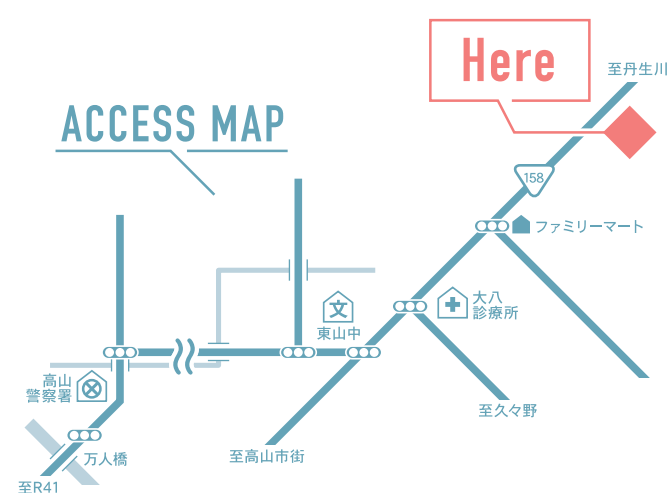 Here
至丹生川
ACCESS MAP
158
ファミリーマート
大八
診療所
文
東山中
高山
警察署
至久々野
万人橋
至高山市街
至R41